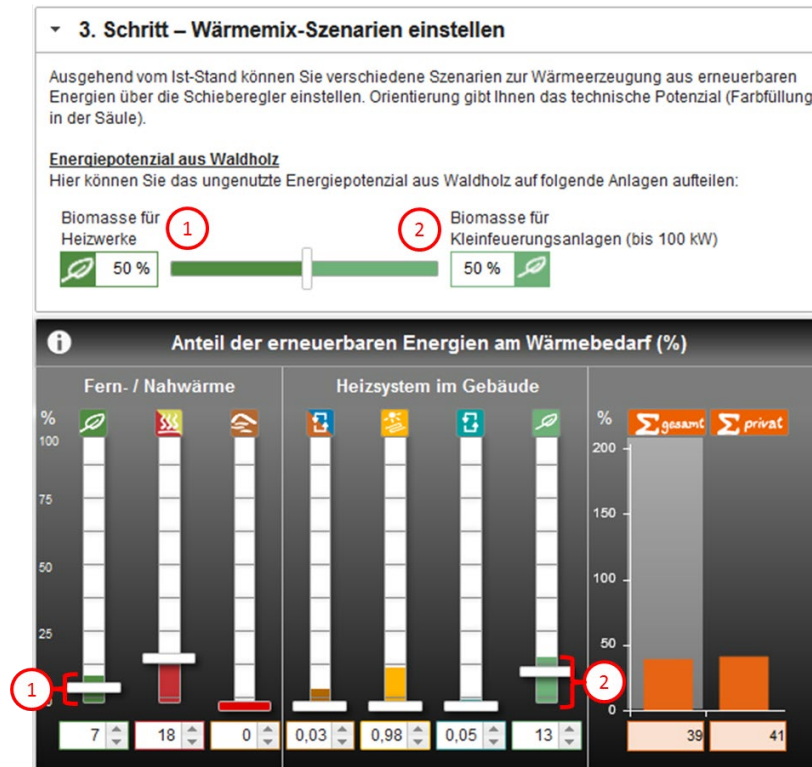 3. Schritt – Wärmemix-Szenarien einstellen
Ausgehend vom Ist-Stand können Sie verschiedene Szenarien zur Wärmeerzeugung aus erneuerbaren
Energien über die Schieberegler einstellen. Orientierung gibt Ihnen das technische Potenzial (Farbfüllung
in der Säule).
Energiepotenzial aus Waldholz
Hier können Sie das ungenutzte Energiepotenzial aus Waldholz auf folgende Anlagen aufteilen:
Biomasse für
Heizwerke
1
50 %
2
Biomasse für
Kleinfeuerungsanlagen (bis 100 kW)
50 %
i
Anteil der erneuerbaren Energien am Wärmebedarf (%)
Fern- / Nahwärme
Heizsystem im Gebäude
%
100
75
50
25
0
1
2
%
200
150
100
50
0
Σ gesamt
Σ privat
7
18
0
0,03
0,98
0,05
13
39
41